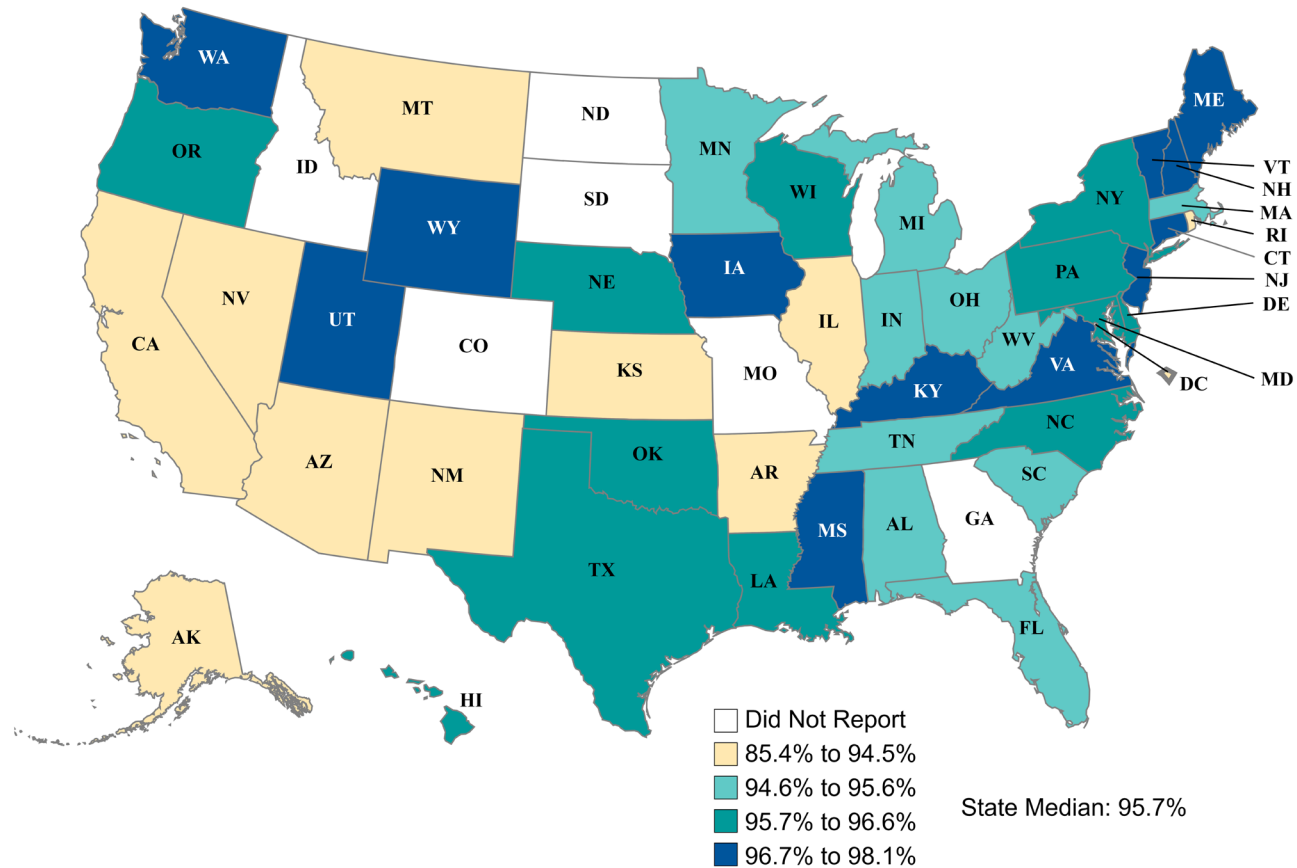 WA
ME
MT
ND
OR
MN
VT
ID
NH
WI
NY
SD
MA
WY
MI
RI
CT
IA
PA
NE
NJ
NV
OH
DE
UT
IN
IL
CA
CO
WV
KS
VA
MO
DC
MD
KY
NC
TN
OK
AZ
AR
NM
SC
GA
AL
MS
TX
LA
FL
AK
HI
Did Not Report
85.4% to 94.5%
94.6% to 95.6%
State Median: 95.7%
95.7% to 96.6%
96.7% to 98.1%